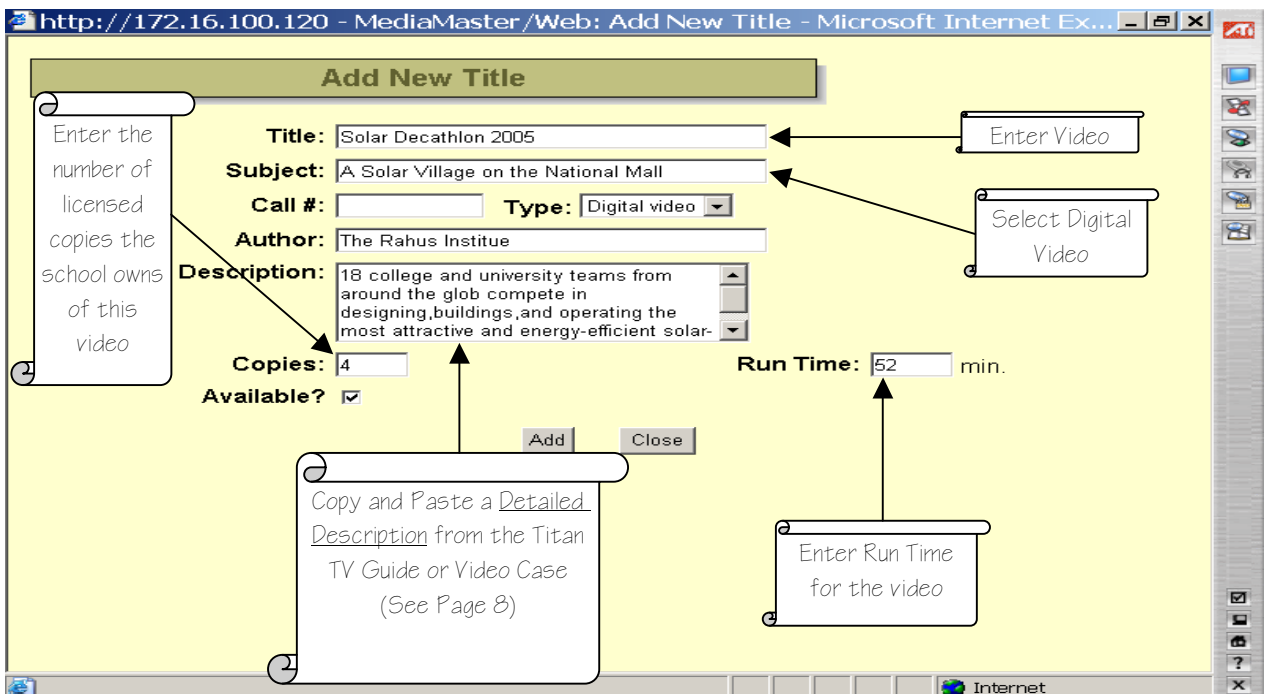 http://172.16.100.120 - MediaMaster/Web: Add New Title - Microsoft Internet Ex...
ATI
Add New Title
Enter the
number of
licensed
copies the
school owns
of this
video
Title: Solar Decathlon 2005
Enter Video
Subject: A Solar Village on the National Mall
Call #: Type: Digital video
Select Digital
Video
Author: The Rahus Institue
Description: 18 college and university teams from
around the glob compete in
designing,buildings,and operating the
most attractive and energy-efficient solar-
Copies: 4 Run Time: 52 min.
Available?
Add Close
Copy and Paste a Detailed
Description from the Titan
TV Guide or Video Case
(See Page 8)
Enter Run Time
for the video
?
Internet